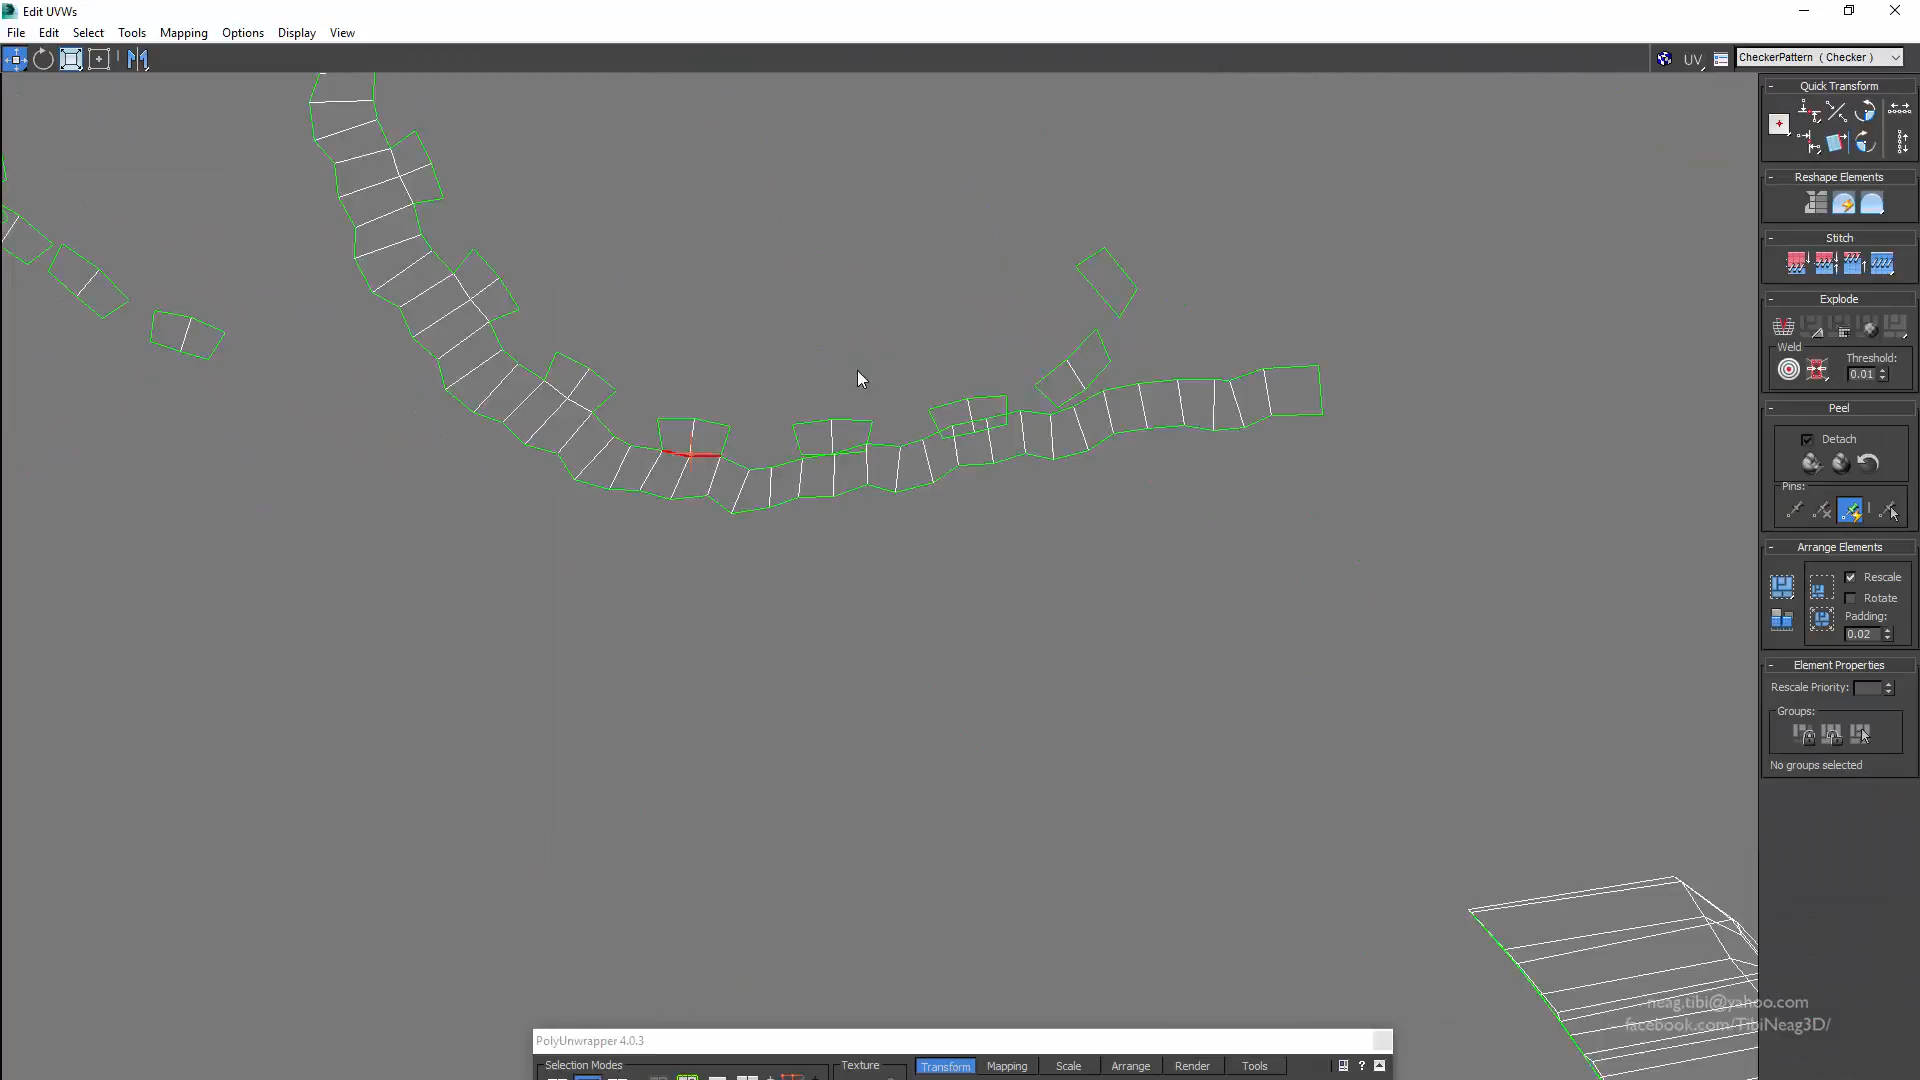 Edit UVWs
File Edit Select Tools Mapping Options Display View
UV
CheckerPattern ( Checker )
- Quick Transform
- Reshape Elements
- Stitch
- Explode
Weld
Threshold:
0.01
- Peel
Detach
Pins:
- Arrange Elements
Rescale
Rotate
Padding:
0.02
- Element Properties
Rescale Priority:
Groups:
No groups selected
neag.tibi@yahoo.com
facebook.com/TibiNeag3D/
PolyUnwrapper 4.0.3
Selection Modes
Texture
Transform Mapping Scale Arrange Render Tools
?